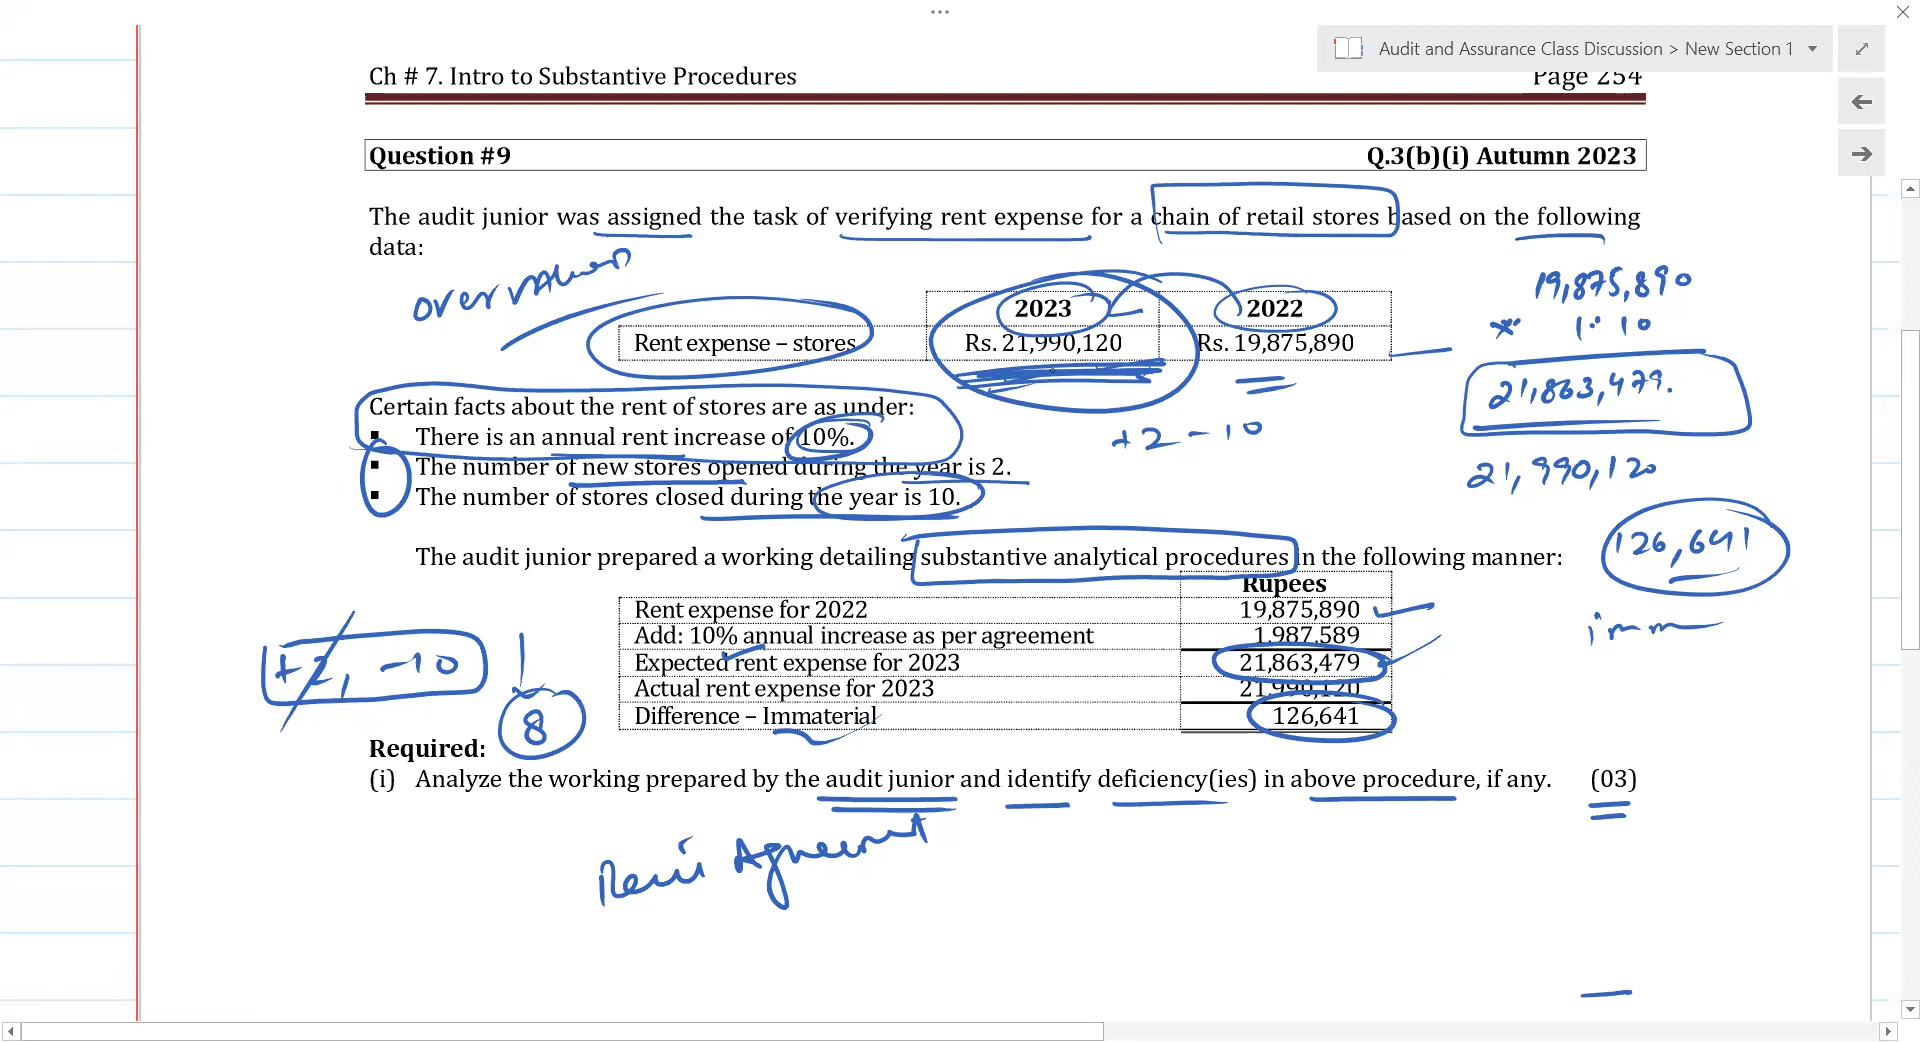 Audit and Assurance Class Discussion > New Section 1
Ch # 7. Intro to Substantive Procedures Page 254
Question #9 Q.3(b)(i) Autumn 2023
The audit junior was assigned the task of verifying rent expense for a chain of retail stores based on the following
data:
19,875,890
* 1.10
2023 2022
Rent expense – stores Rs. 21,990,120 Rs. 19,875,890
21,863,479.
Certain facts about the rent of stores are as under:
▪ There is an annual rent increase of 10%.
+2 -10
▪ The number of new stores opened during the year is 2.
21,990,120
▪ The number of stores closed during the year is 10.
The audit junior prepared a working detailing substantive analytical procedures in the following manner:
126,641
Rupees
Rent expense for 2022 19,875,890
Add: 10% annual increase as per agreement 1,987,589
imm
Expected rent expense for 2023 21,863,479
+2, -10
Actual rent expense for 2023 21,990,120
Difference – Immaterial 126,641
8
Required:
(i) Analyze the working prepared by the audit junior and identify deficiency(ies) in above procedure, if any. (03)
Rent Agreement